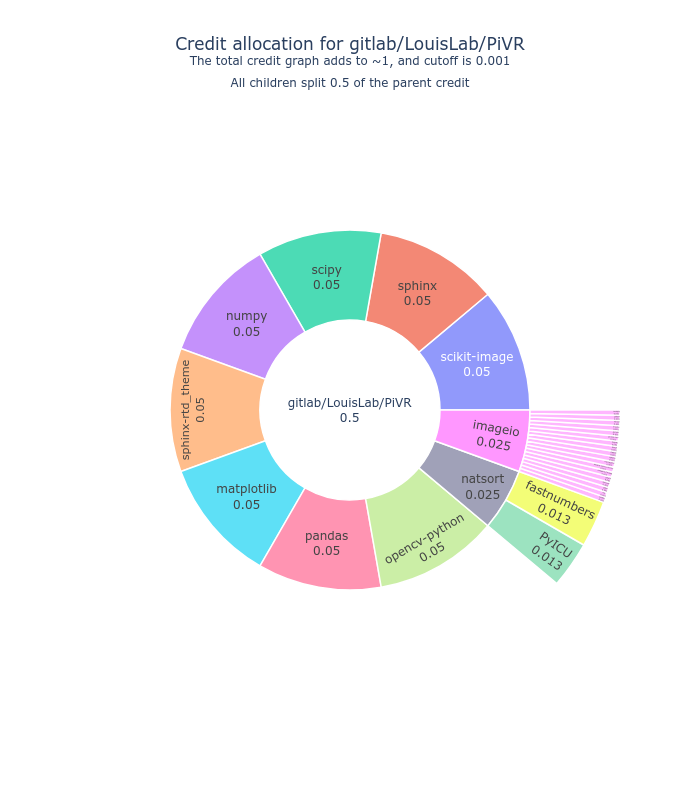 Credit allocation for gitlab/LouisLab/PiVR
The total credit graph adds to ~1, and cutoff is 0.001
All children split 0.5 of the parent credit
scipy
0.05
sphinx
0.05
numpy
0.05
scikit-image
0.05
sphinx-rtd_theme
0.05
gitlab/LouisLab/PiVR
0.5
imageio
0.025
matplotlib
0.05
natsort
0.025
fastnumbers
0.013
pandas
0.05
opencv-python
0.05
PyICU
0.013